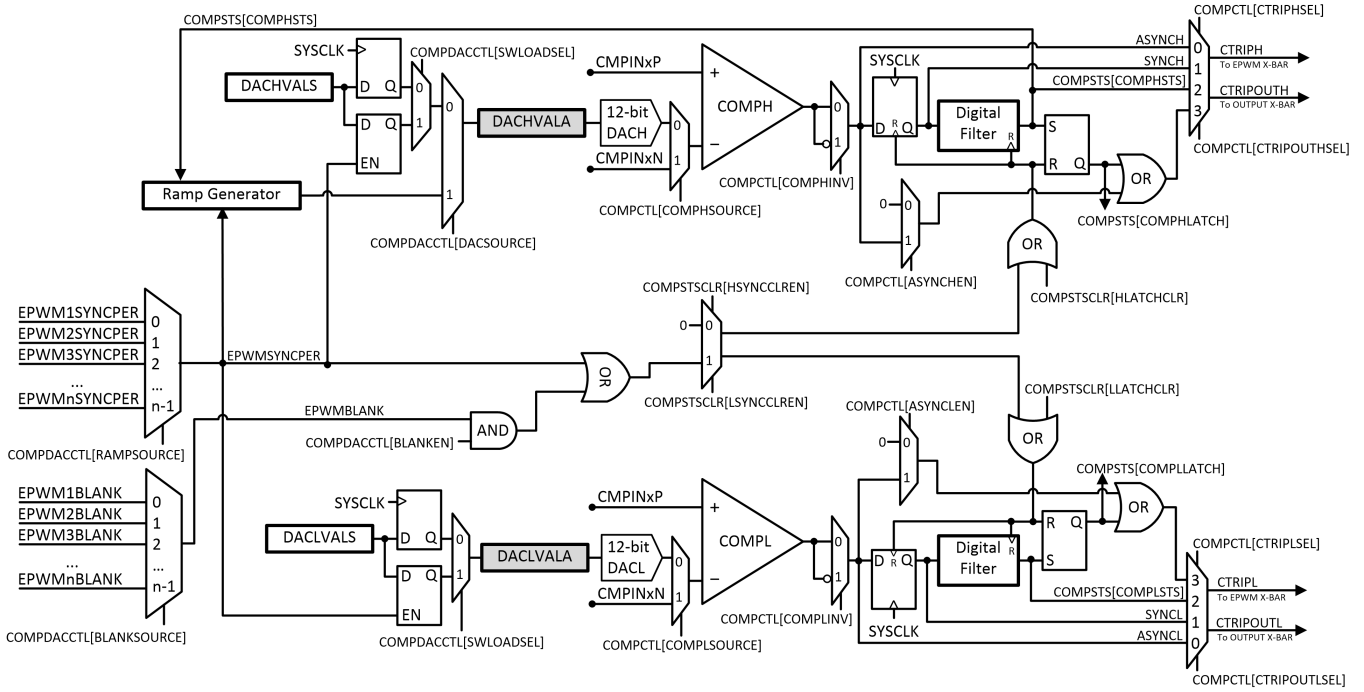 COMPSTS[COMPHSTS]
COMPCTL[CTRIPHSEL]
SYSCLK
COMPDACCTL[SWLOADSEL]
DACHVALS
D Q
0
1
D Q
EN
0
1
DACHVALA
12-bit
DACH
CMPINxP
CMPINxN
0
1
+
COMPH
−
0
1
SYSCLK
D R Q
Digital
Filter
R
S
R
Q
OR
ASYNCH
SYNCH
COMPSTS[COMPHSTS]
0
1
2
3
CTRIPH
To EPWM X-BAR
CTRIPOUTH
To OUTPUT X-BAR
COMPCTL[CTRIPOUTHSEL]
Ramp Generator
COMPDACCTL[DACSOURCE]
COMPCTL[COMPHSOURCE]
COMPCTL[COMPHINV]
0
0
1
COMPCTL[ASYNCHEN]
COMPSTS[COMPHLATCH]
OR
COMPSTSCLR[HLATCHCLR]
COMPSTSCLR[HSYNCCLREN]
0
0
1
COMPSTSCLR[LSYNCCLREN]
EPWM1SYNCPER
EPWM2SYNCPER
EPWM3SYNCPER
...
EPWMnSYNCPER
0
1
2
...
n-1
EPWMSYNCPER
OR
COMPDACCTL[RAMPSOURCE]
EPWMBLANK
COMPDACCTL[BLANKEN]
AND
EPWM1BLANK
EPWM2BLANK
EPWM3BLANK
...
EPWMnBLANK
0
1
2
...
n-1
COMPDACCTL[BLANKSOURCE]
COMPCTL[ASYNCLEN]
0
0
1
COMPSTSCLR[LLATCHCLR]
OR
COMPSTS[COMPLLATCH]
SYSCLK
DACLVALS
D Q
0
1
D Q
EN
COMPDACCTL[SWLOADSEL]
DACLVALA
12-bit
DACL
CMPINxP
CMPINxN
0
1
COMPCTL[COMPLSOURCE]
+
COMPL
−
0
1
COMPCTL[COMPLINV]
D R Q
SYSCLK
Digital
Filter
R
R
S
Q
OR
COMPSTS[COMPLSTS]
SYNCL
ASYNCL
COMPCTL[CTRIPLSEL]
3
2
1
0
CTRIPL
To EPWM X-BAR
CTRIPOUTL
To OUTPUT X-BAR
COMPCTL[CTRIPOUTLSEL]